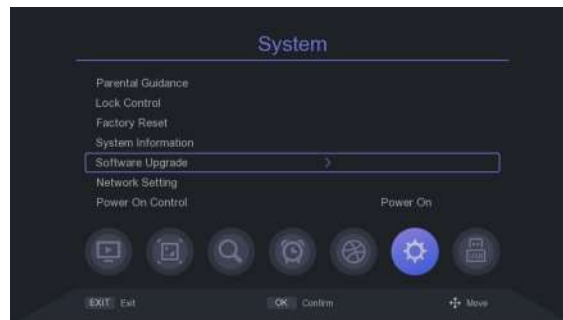 System
Parental Guidance
Lock Control
Factory Reset
System Information
Software Upgrade
Network Setting
Power On Control Power On
USB
EXIT Exit OK Confirm Move